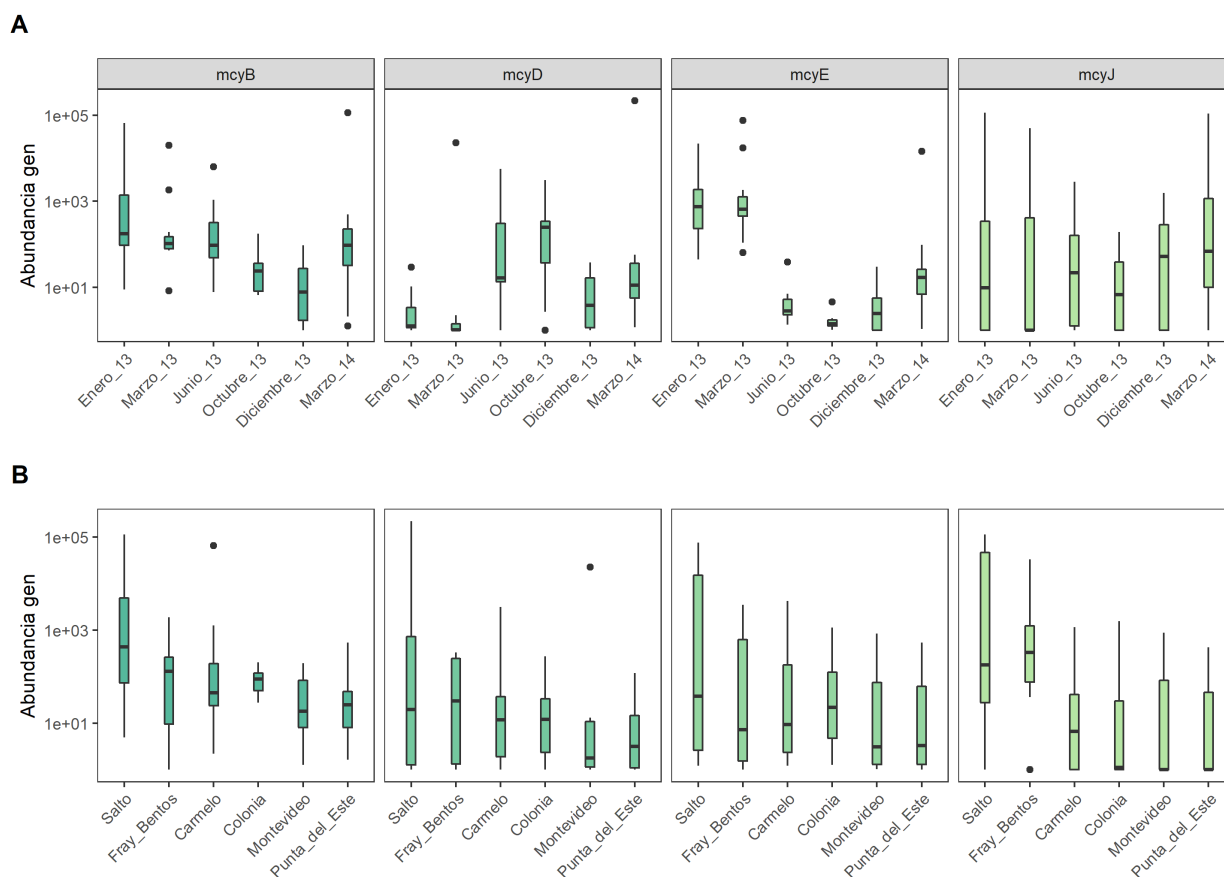 A
mcyB mcyD mcyE mcyJ
Abundancia gen
1e+05
1e+03
1e+01
Enero_13 Marzo_13 Junio_13 Octubre_13 Diciembre_13 Marzo_14 Enero_13 Marzo_13 Junio_13 Octubre_13 Diciembre_13 Marzo_14 Enero_13 Marzo_13 Junio_13 Octubre_13 Diciembre_13 Marzo_14 Enero_13 Marzo_13 Junio_13 Octubre_13 Diciembre_13 Marzo_14
B
Abundancia gen
1e+05
1e+03
1e+01
Salto Fray_Bentos Carmelo Colonia Montevideo Punta_del_Este Salto Fray_Bentos Carmelo Colonia Montevideo Punta_del_Este Salto Fray_Bentos Carmelo Colonia Montevideo Punta_del_Este Salto Fray_Bentos Carmelo Colonia Montevideo Punta_del_Este